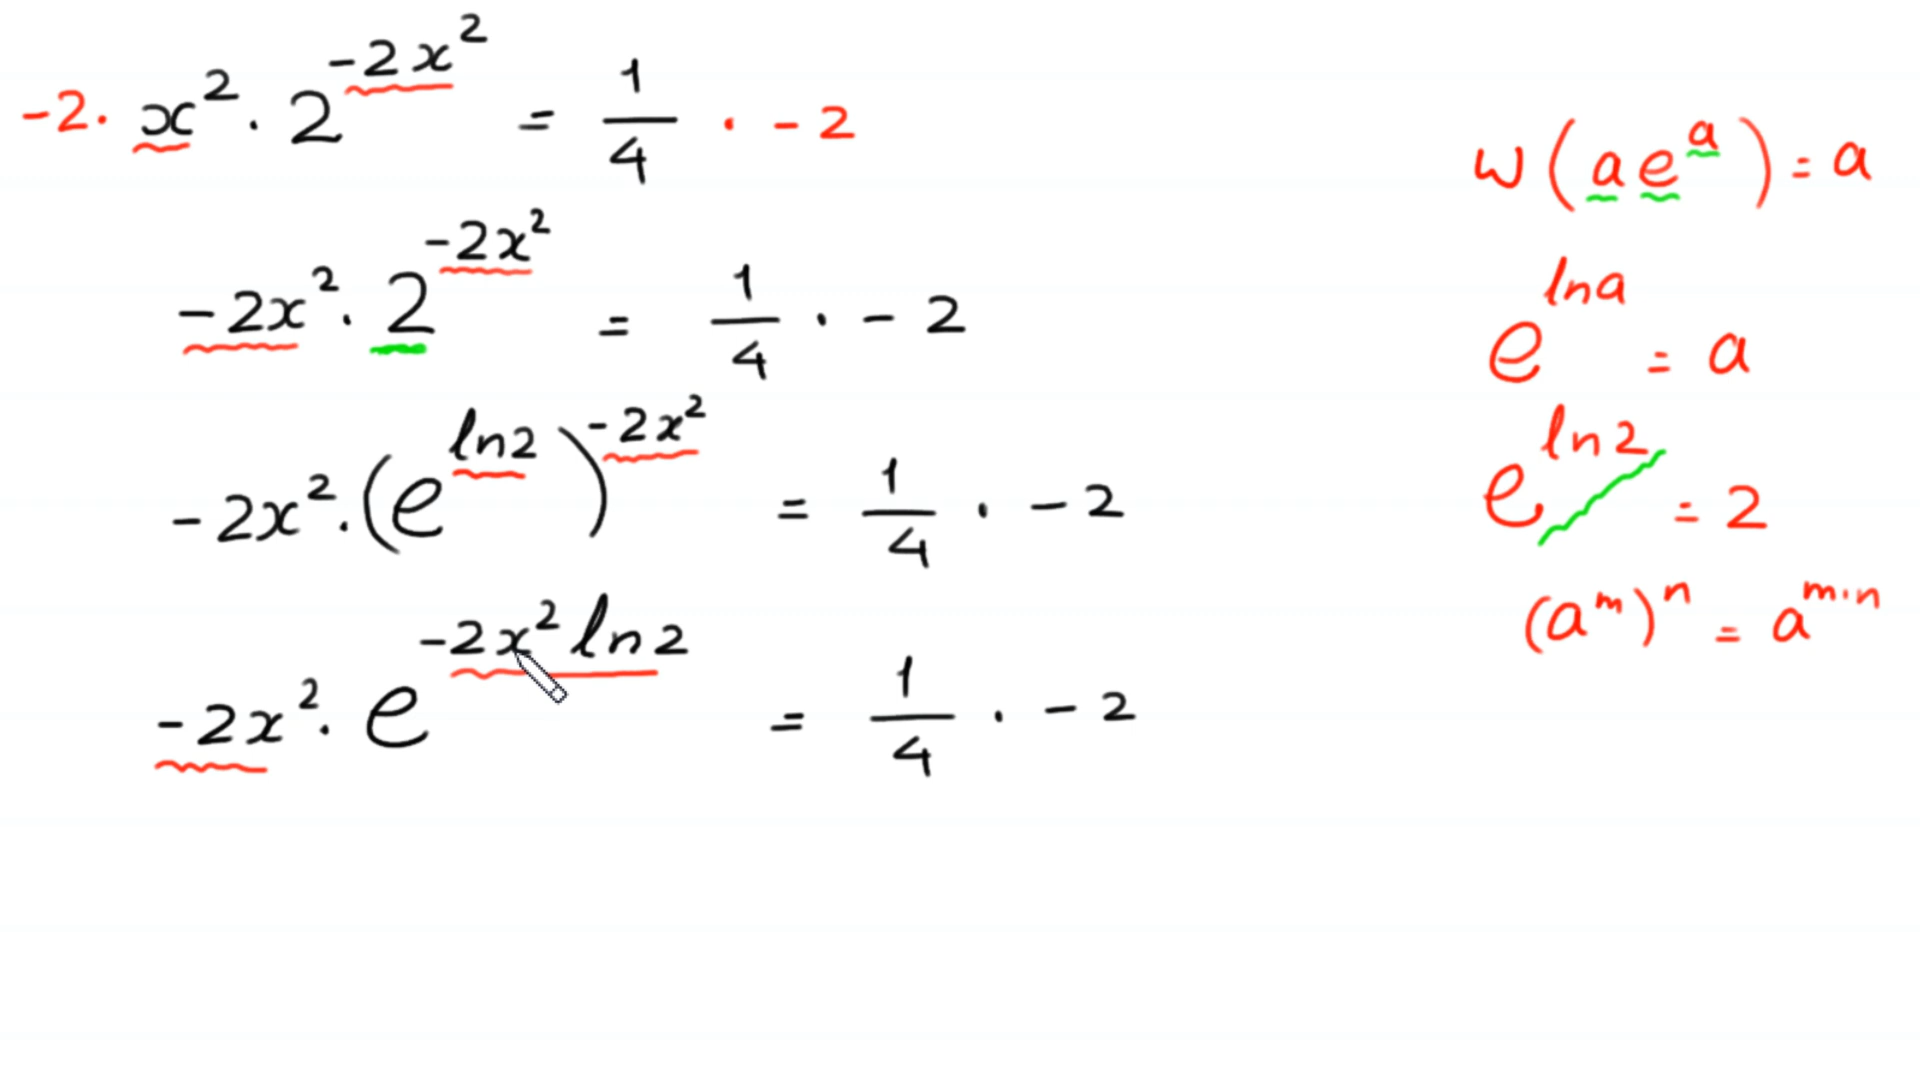 -2· x² · 2^(-2x²) = 1/4 · -2
-2x² · 2^(-2x²) = 1/4 · -2
-2x² · (e^(ln2))^(-2x²) = 1/4 · -2
-2x² · e^(-2x² ln2) = 1/4 · -2
W(ae^a) = a
e^(lna) = a
e^(ln2) = 2
(a^m)^n = a^(m·n)